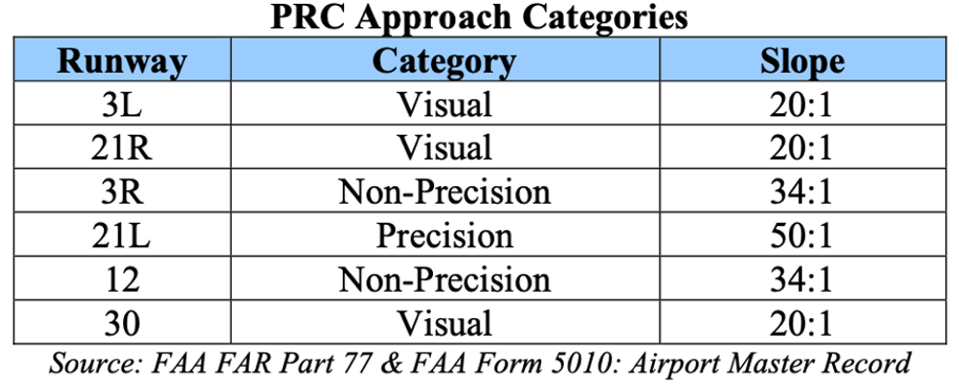 PRC Approach Categories
Runway Category Slope
3L Visual 20:1
21R Visual 20:1
3R Non-Precision 34:1
21L Precision 50:1
12 Non-Precision 34:1
30 Visual 20:1
Source: FAA FAR Part 77 & FAA Form 5010: Airport Master Record